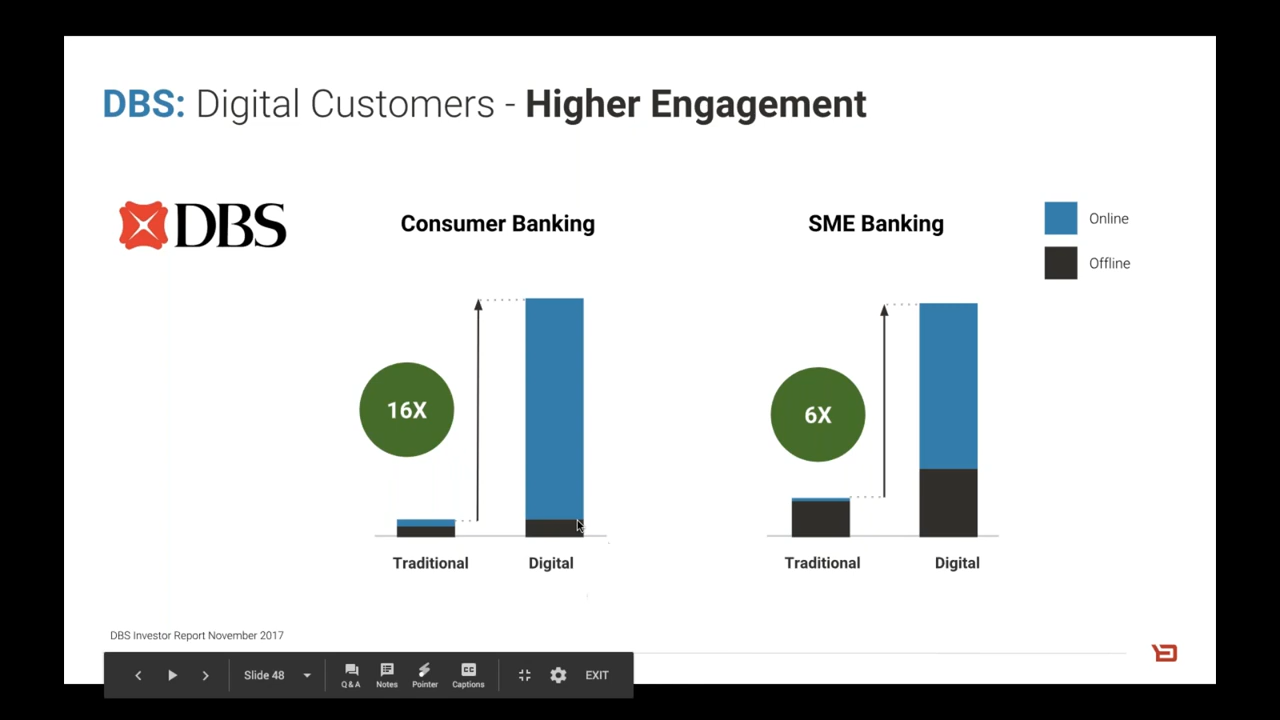 DBS: Digital Customers - Higher Engagement
DBS
Consumer Banking
SME Banking
Online
Offline
16X
6X
Traditional
Digital
Traditional
Digital
DBS Investor Report November 2017
Slide 48
Q & A
Notes
Pointer
CC
Captions
EXIT